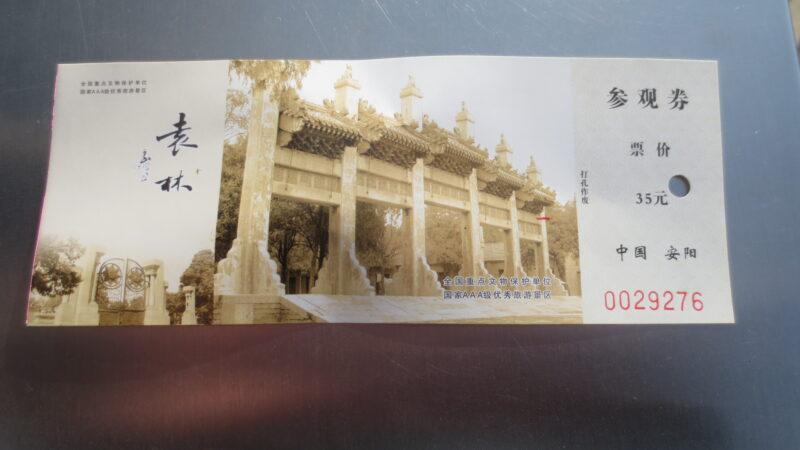 全国重点文物保护单位
国家AAA级优秀旅游景区
袁林
全国重点文物保护单位
国家AAA级优秀旅游景区
打孔作废
参观券
票价
35元
中国 安阳
0029276